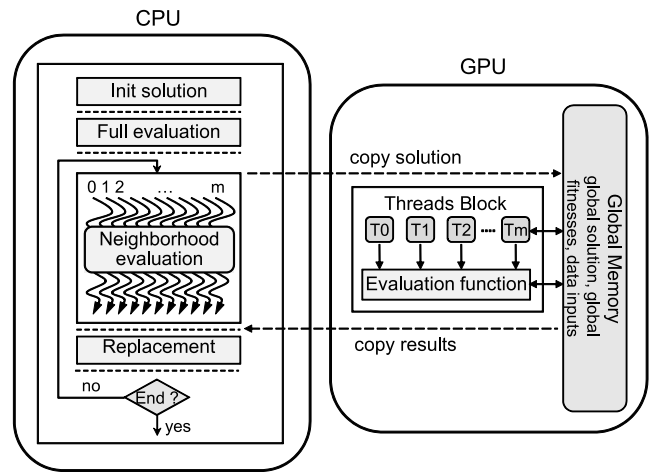 CPU
GPU
Init solution
Full evaluation
copy solution
0 1 2 ... m
Neighborhood
evaluation
Threads Block
T0 T1 T2 ···· Tm
Evaluation function
Global Memory
global solution, global
fitnesses, data inputs
copy results
Replacement
no
End ?
yes